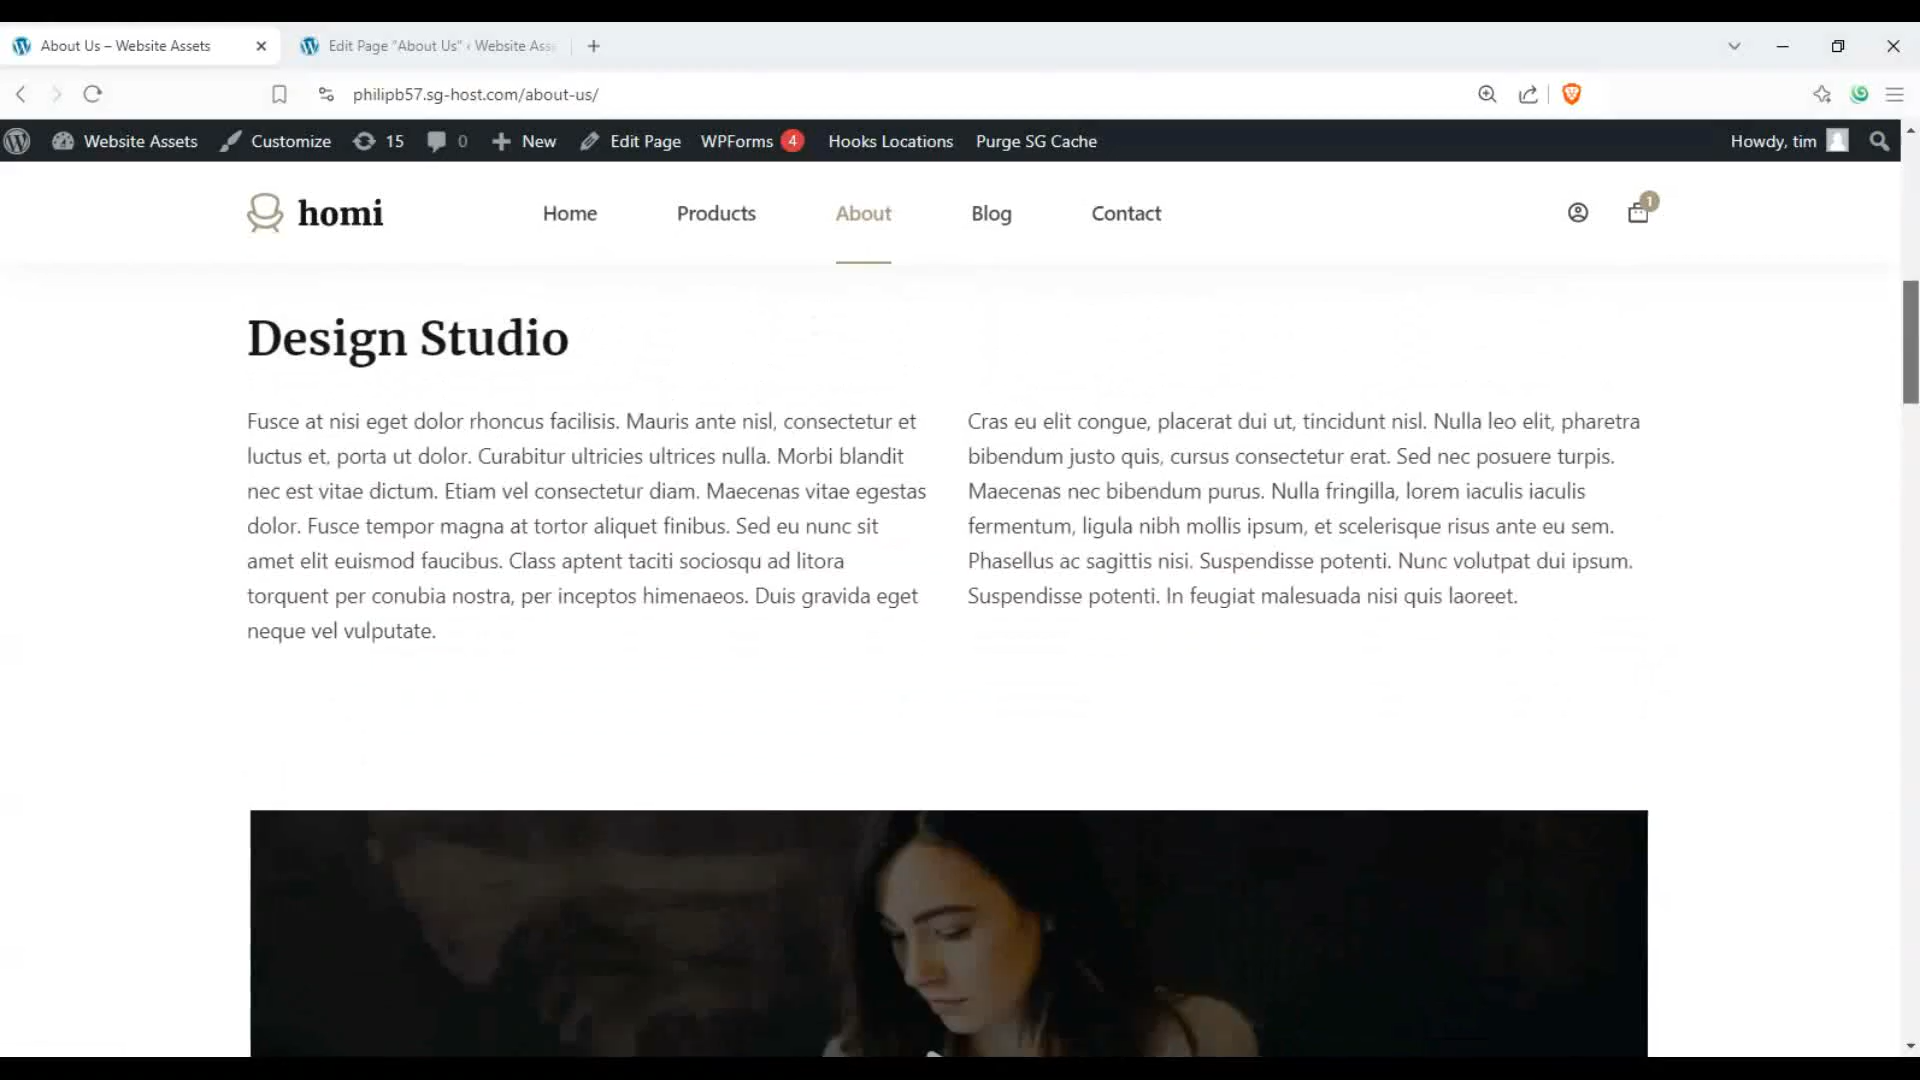 About Us – Website Assets
Edit Page "About Us" ‹ Website Ass
philipb57.sg-host.com/about-us/
Website Assets Customize 15 0 New Edit Page WPForms 4 Hooks Locations Purge SG Cache Howdy, tim
homi Home Products About Blog Contact 1
Design Studio
Fusce at nisi eget dolor rhoncus facilisis. Mauris ante nisl, consectetur et
luctus et, porta ut dolor. Curabitur ultricies ultrices nulla. Morbi blandit
nec est vitae dictum. Etiam vel consectetur diam. Maecenas vitae egestas
dolor. Fusce tempor magna at tortor aliquet finibus. Sed eu nunc sit
amet elit euismod faucibus. Class aptent taciti sociosqu ad litora
torquent per conubia nostra, per inceptos himenaeos. Duis gravida eget
neque vel vulputate.
Cras eu elit congue, placerat dui ut, tincidunt nisl. Nulla leo elit, pharetra
bibendum justo quis, cursus consectetur erat. Sed nec posuere turpis.
Maecenas nec bibendum purus. Nulla fringilla, lorem iaculis iaculis
fermentum, ligula nibh mollis ipsum, et scelerisque risus ante eu sem.
Phasellus ac sagittis nisi. Suspendisse potenti. Nunc volutpat dui ipsum.
Suspendisse potenti. In feugiat malesuada nisi quis laoreet.